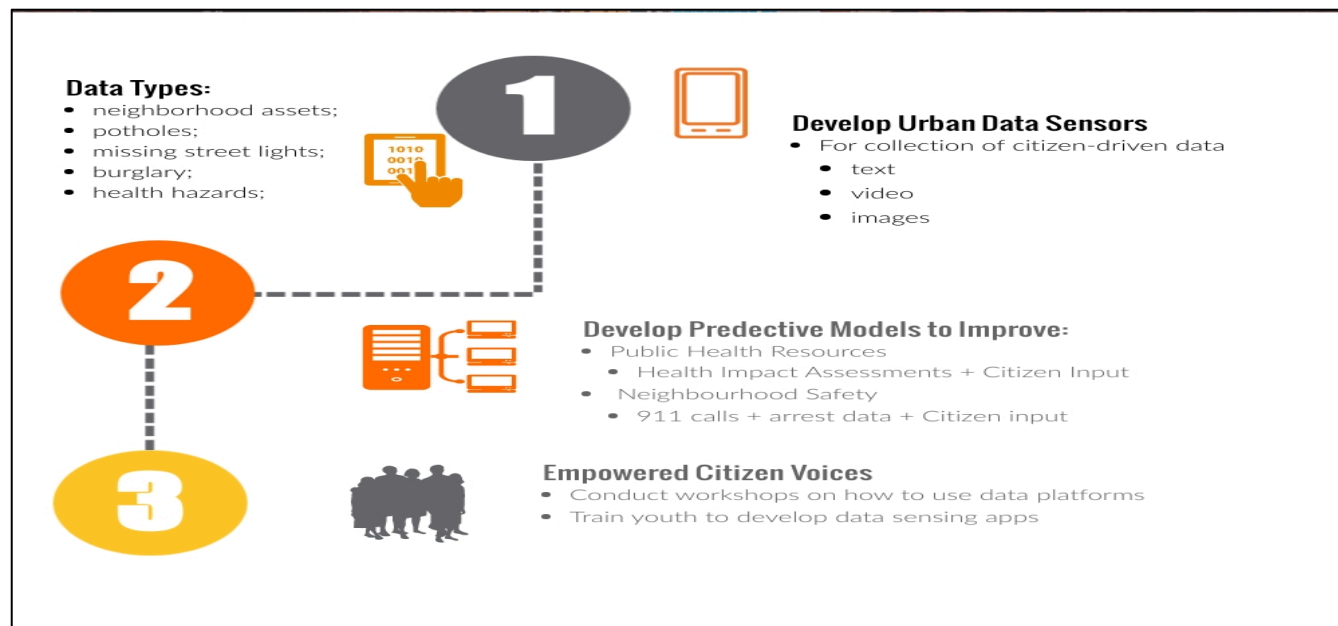 1
Data Types:
• neighborhood assets;
• potholes;
• missing street lights;
• burglary;
• health hazards;
1010
0010
001
Develop Urban Data Sensors
• For collection of citizen-driven data
• text
• video
• images
2
Develop Predective Models to Improve:
• Public Health Resources
• Health Impact Assessments + Citizen Input
• Neighbourhood Safety
• 911 calls + arrest data + Citizen input
3
Empowered Citizen Voices
• Conduct workshops on how to use data platforms
• Train youth to develop data sensing apps